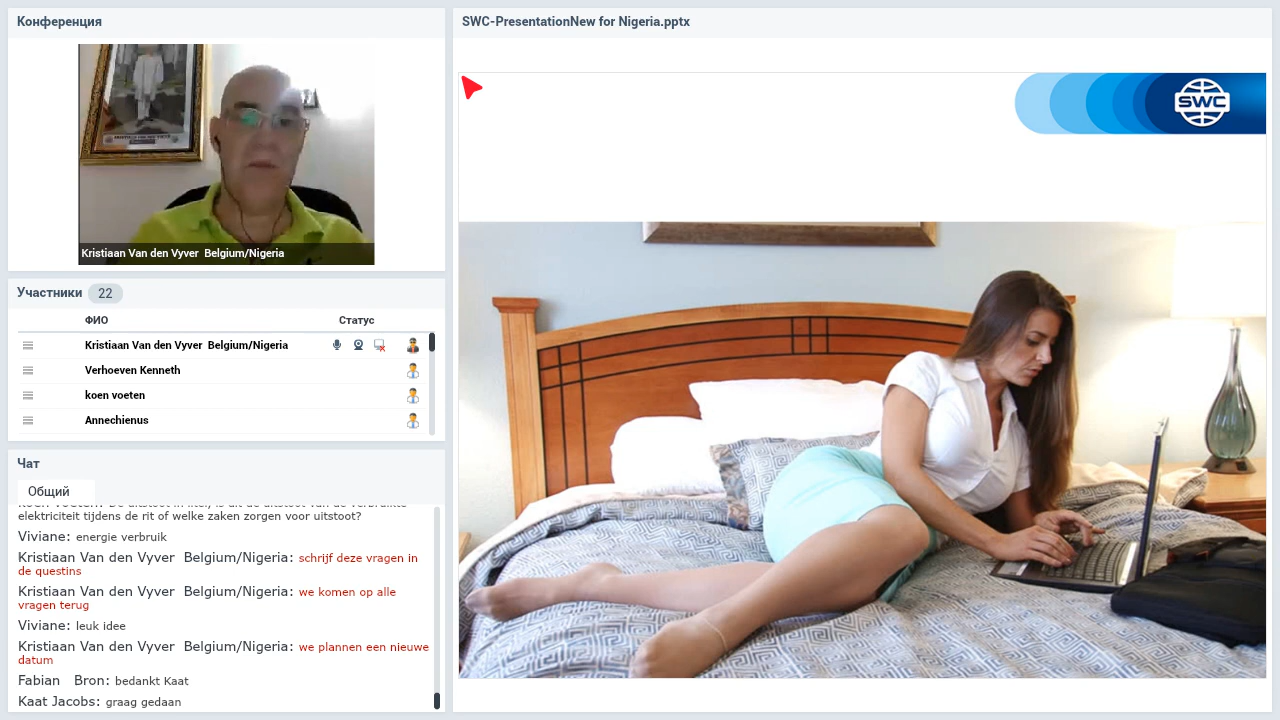 Конференция
Kristiaan Van den Vyver Belgium/Nigeria
Участники 22
ФИО Статус
Kristiaan Van den Vyver Belgium/Nigeria
Verhoeven Kenneth
koen voeten
Annechienus
Чат
Общий
elektriciteit tijdens de rit of welke zaken zorgen voor uitstoot?
Viviane: energie verbruik
Kristiaan Van den Vyver Belgium/Nigeria: schrijf deze vragen in
de questins
Kristiaan Van den Vyver Belgium/Nigeria: we komen op alle
vragen terug
Viviane: leuk idee
Kristiaan Van den Vyver Belgium/Nigeria: we plannen een nieuwe
datum
Fabian Bron: bedankt Kaat
Kaat Jacobs: graag gedaan
SWC-PresentationNew for Nigeria.pptx
SWC